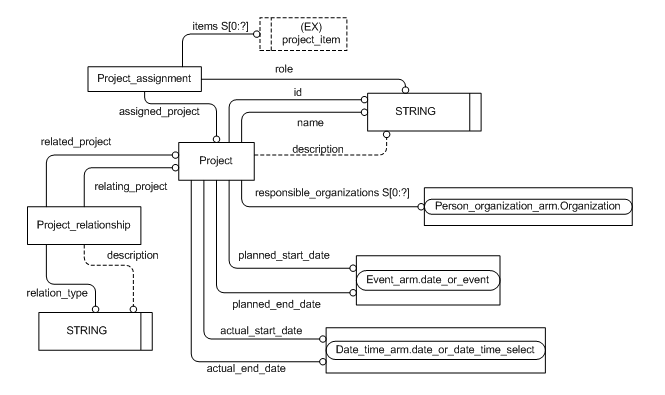 items S[0:?]
(EX)
project_item
Project_assignment
role
id
assigned_project
STRING
name
related_project
description
Project
relating_project
responsible_organizations S[0:?]
Person_organization_arm.Organization
Project_relationship
description
planned_start_date
Event_arm.date_or_event
relation_type
planned_end_date
STRING
actual_start_date
Date_time_arm.date_or_date_time_select
actual_end_date